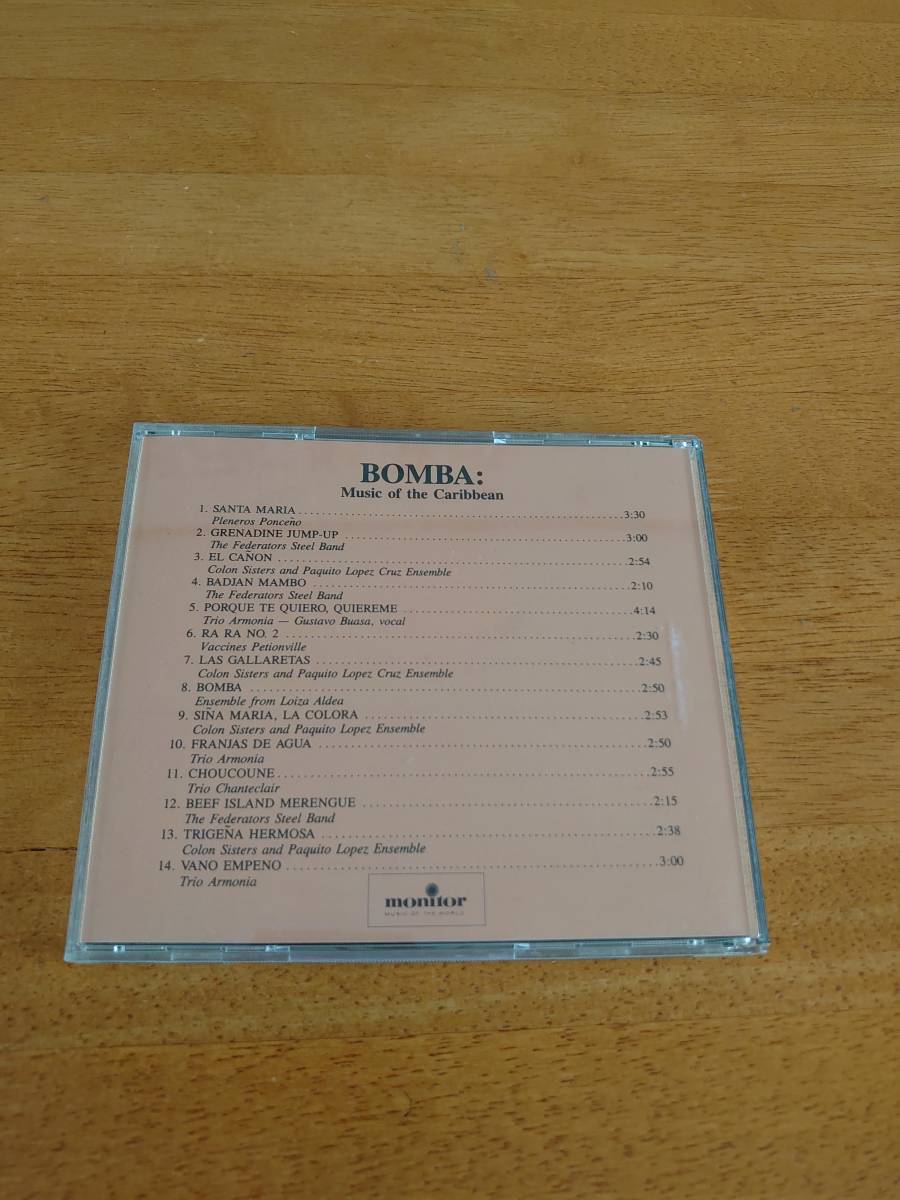 BOMBA:
Music of the Caribbean
1. SANTA MARIA 3:30
Pleneros Ponceño
2. GRENADINE JUMP-UP 3:00
The Federators Steel Band
3. EL CAÑON 2:54
Colon Sisters and Paquito Lopez Cruz Ensemble
4. BADJAN MAMBO 2:10
The Federators Steel Band
5. PORQUE TE QUIERO, QUIEREME 4:14
Trio Armonia — Gustavo Buasa, vocal
6. RA RA NO. 2 2:30
Vaccines Petionville
7. LAS GALLARETAS 2:45
Colon Sisters and Paquito Lopez Cruz Ensemble
8. BOMBA 2:50
Ensemble from Loiza Aldea
9. SIÑA MARIA, LA COLORA 2:53
Colon Sisters and Paquito Lopez Ensemble
10. FRANJAS DE AGUA 2:50
Trio Armonia
11. CHOUCOUNE 2:55
Trio Chanteclair
12. BEEF ISLAND MERENGUE 2:15
The Federators Steel Band
13. TRIGEÑA HERMOSA 2:38
Colon Sisters and Paquito Lopez Ensemble
14. VANO EMPENO 3:00
Trio Armonia
monitor
MUSIC OF THE WORLD